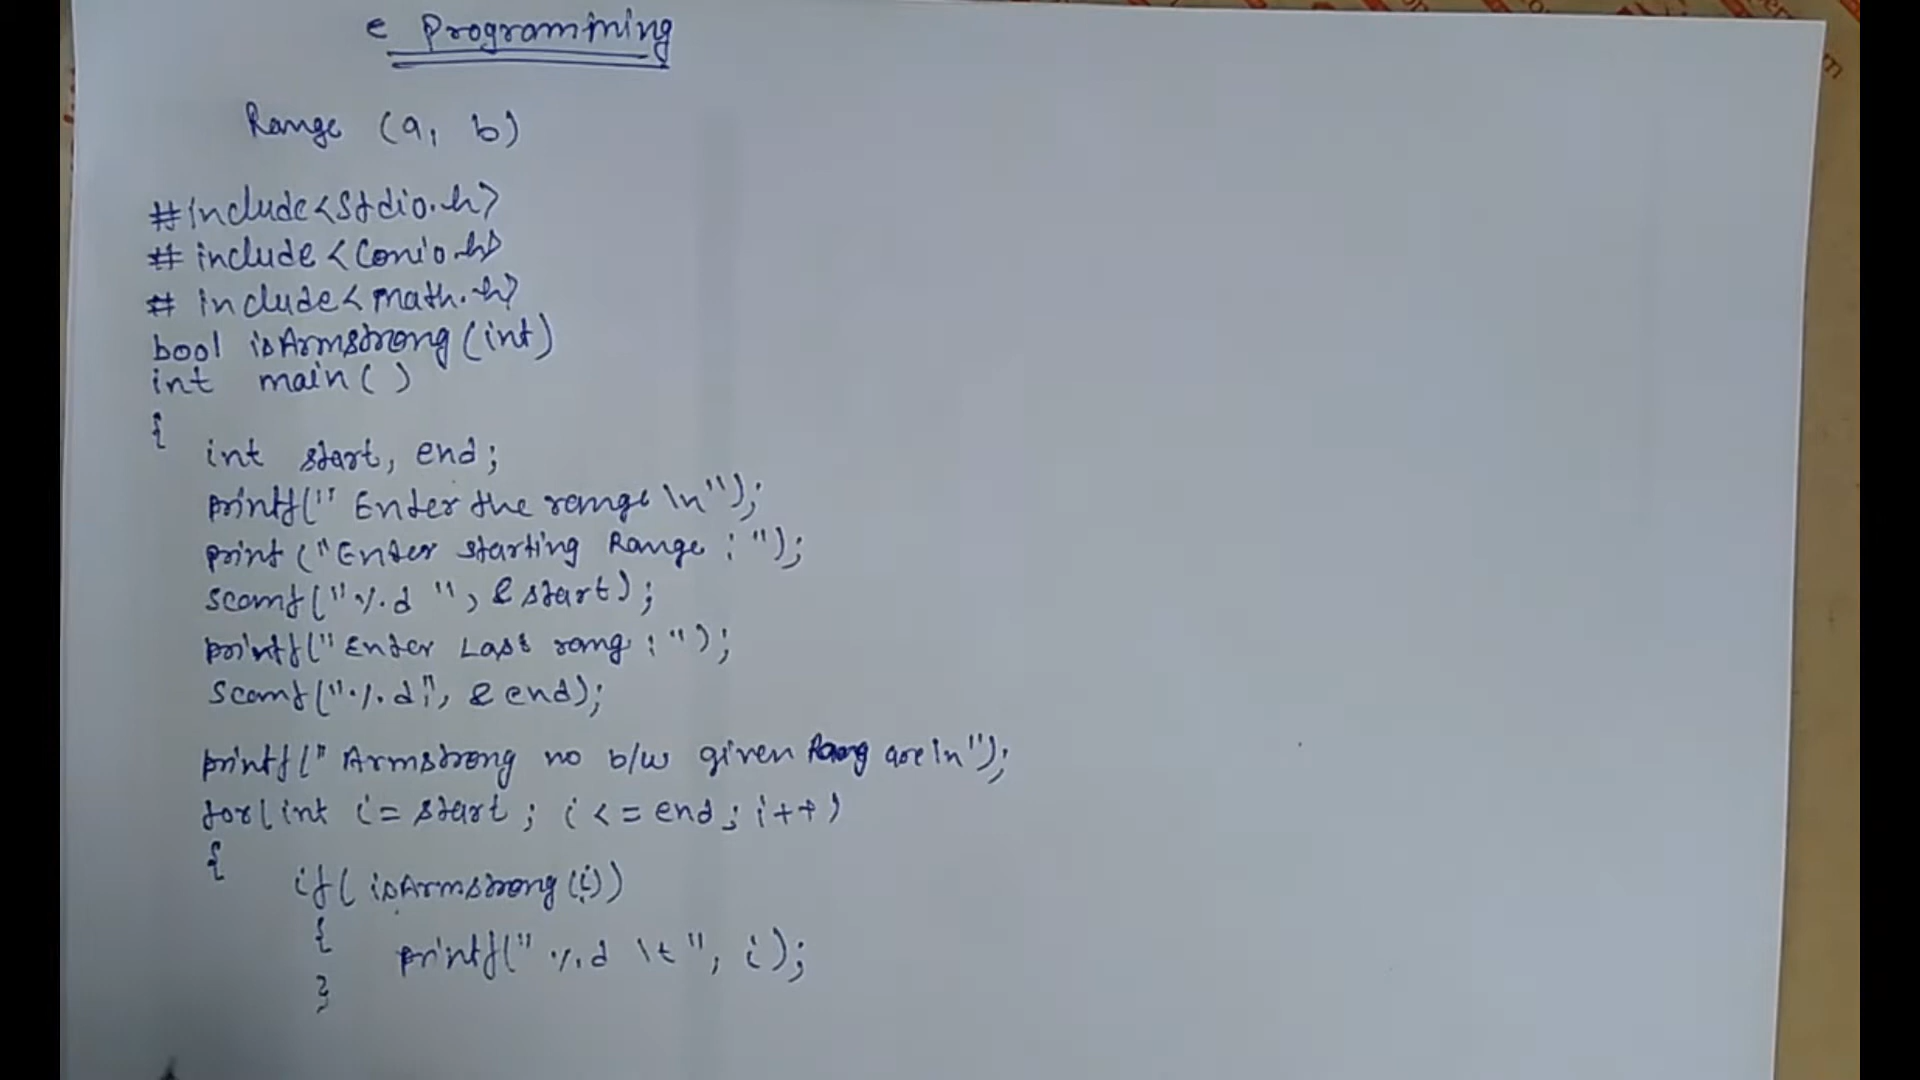 C Programming
Range (a, b)
#include<stdio.h>
# include <conio.h>
# include<math.h>
bool isArmstrong(int)
int main()
{
int start, end;
printf(" Enter the range \n");
print ("Enter starting Range : ");
scanf("%d ", &start);
printf("Enter Last rang : ");
scanf("%d", &end);
printf(" Armstrong no b/w given Rang are \n");
for(int i = start ; i <= end ; i++)
{
if( isArmstrong(i))
{
printf(" %d \t", i);
}